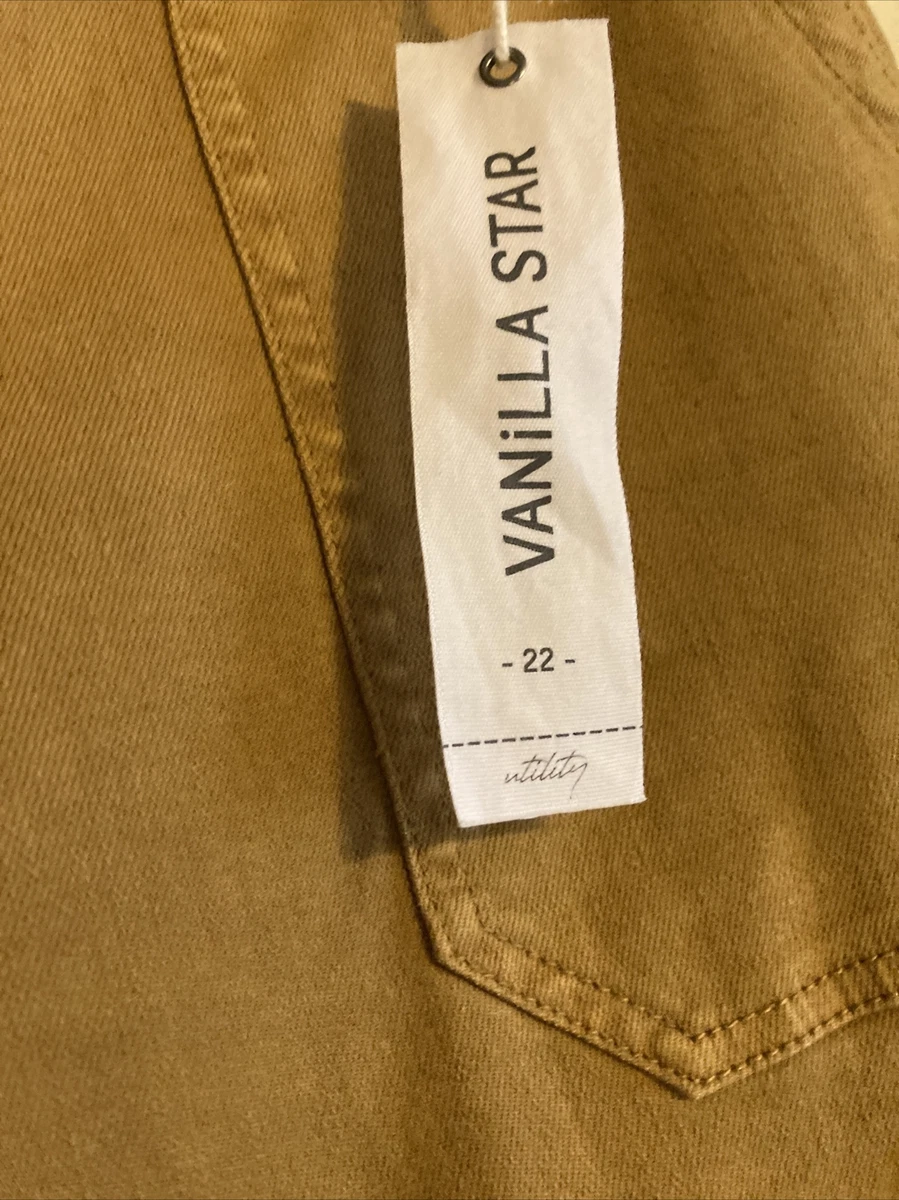 VANiLLA STAR
- 22 -
utility